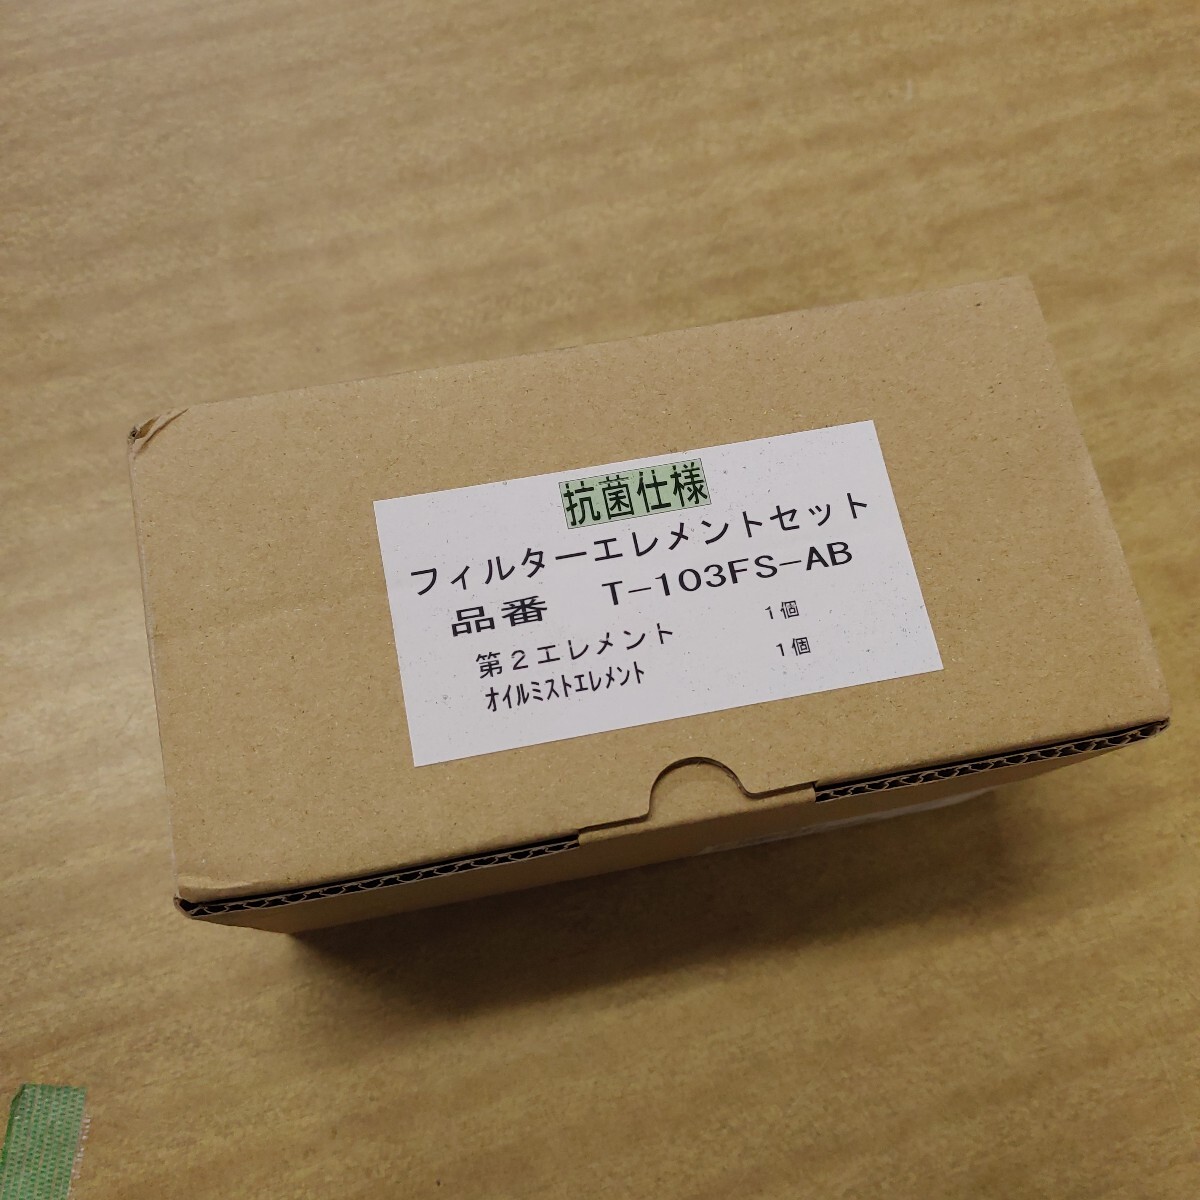 抗菌仕様
フィルターエレメントセット
品番　T-103FS-AB
第2エレメント　1個
オイルミストエレメント　1個